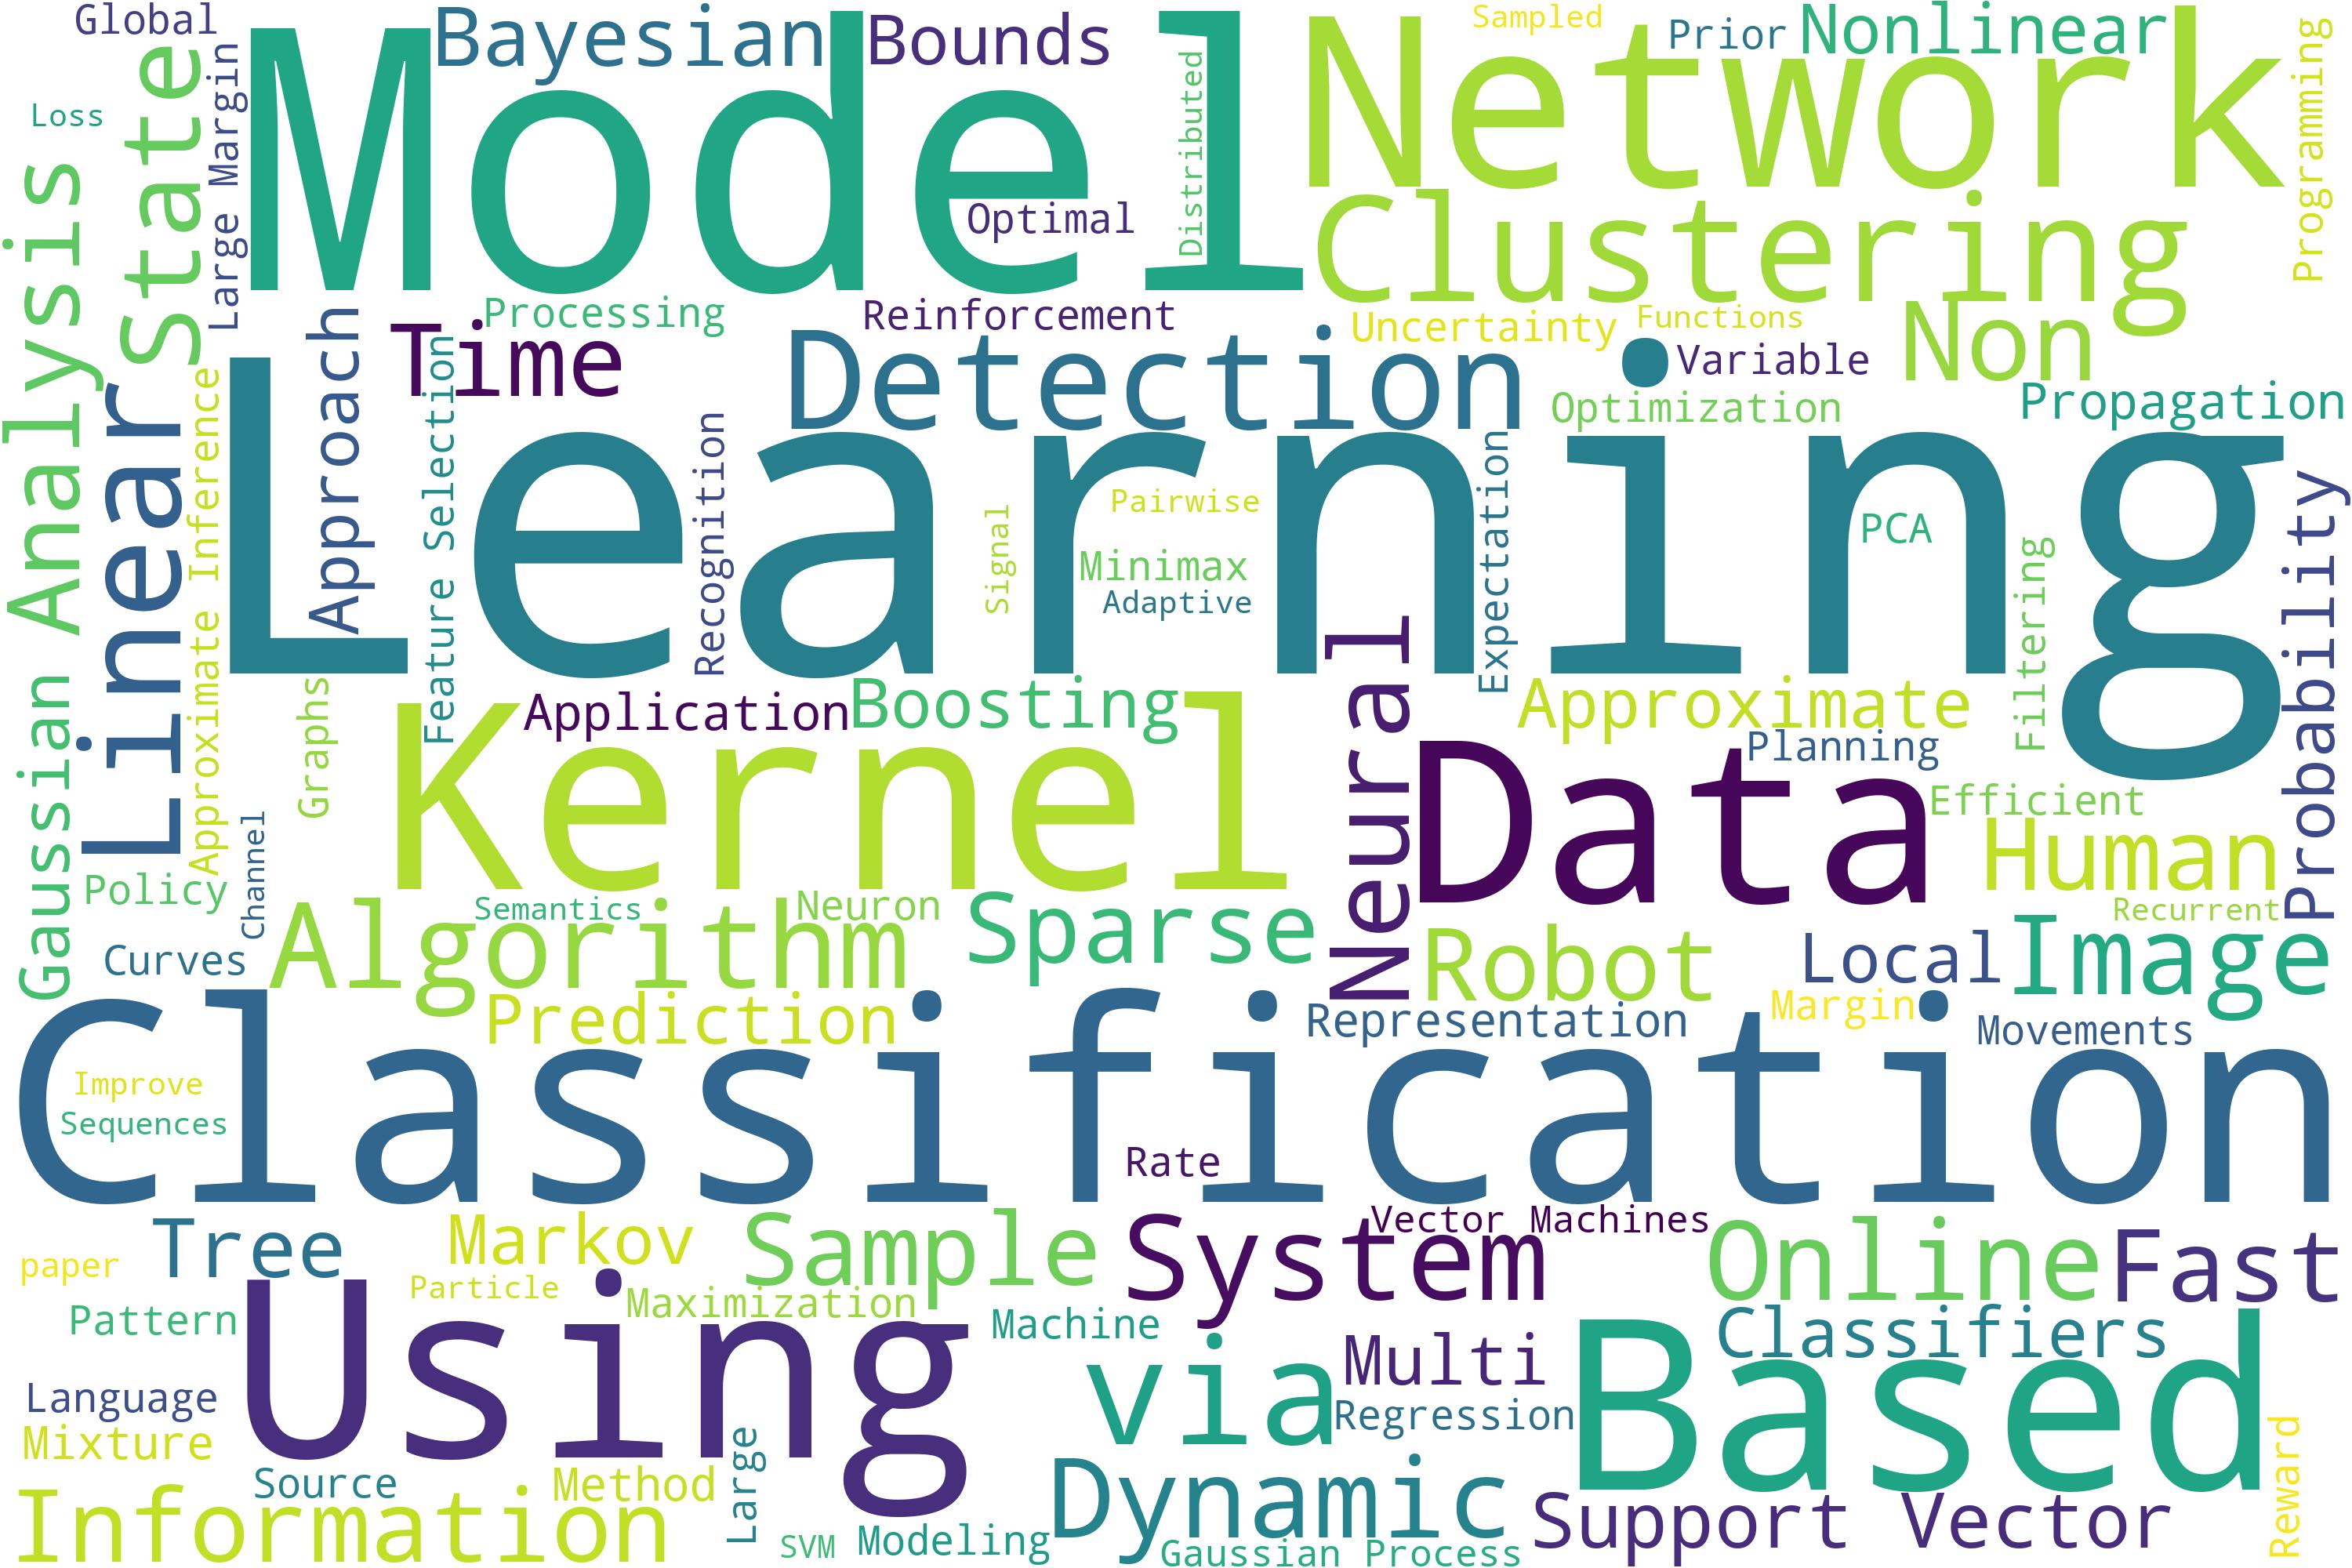 Global
Bayesian
Bounds
Sampled
Prior
Nonlinear
Model
Network
Programming
Loss
State
Large Margin
Distributed
Optimal
Clustering
Analysis
Processing
Reinforcement
Uncertainty
Functions
Non
Time
Detection
Variable
Optimization
Propagation
Linear
Approach
Approximate Inference
Feature Selection
Recognition
Learning
Pairwise
Signal
Minimax
Adaptive
Expectation
PCA
Filtering
Probability
Gaussian
Graphs
Application
Boosting
Neural
Approximate
Planning
Kernel
Data
Efficient
Human
Policy
Channel
Algorithm
Semantics
Neuron
Sparse
Recurrent
Curves
Robot
Local
Image
Prediction
Representation
Margin
Movements
Classification
Improve
Sequences
Rate
Tree
Markov
Sample
System
Vector Machines
Online
Fast
paper
Particle
Maximization
Pattern
Machine
Using
via
Multi
Classifiers
Based
Language
Regression
Mixture
Large
Reward
Source
Method
Information
Dynamic
Support Vector
SVM
Modeling
Gaussian Process